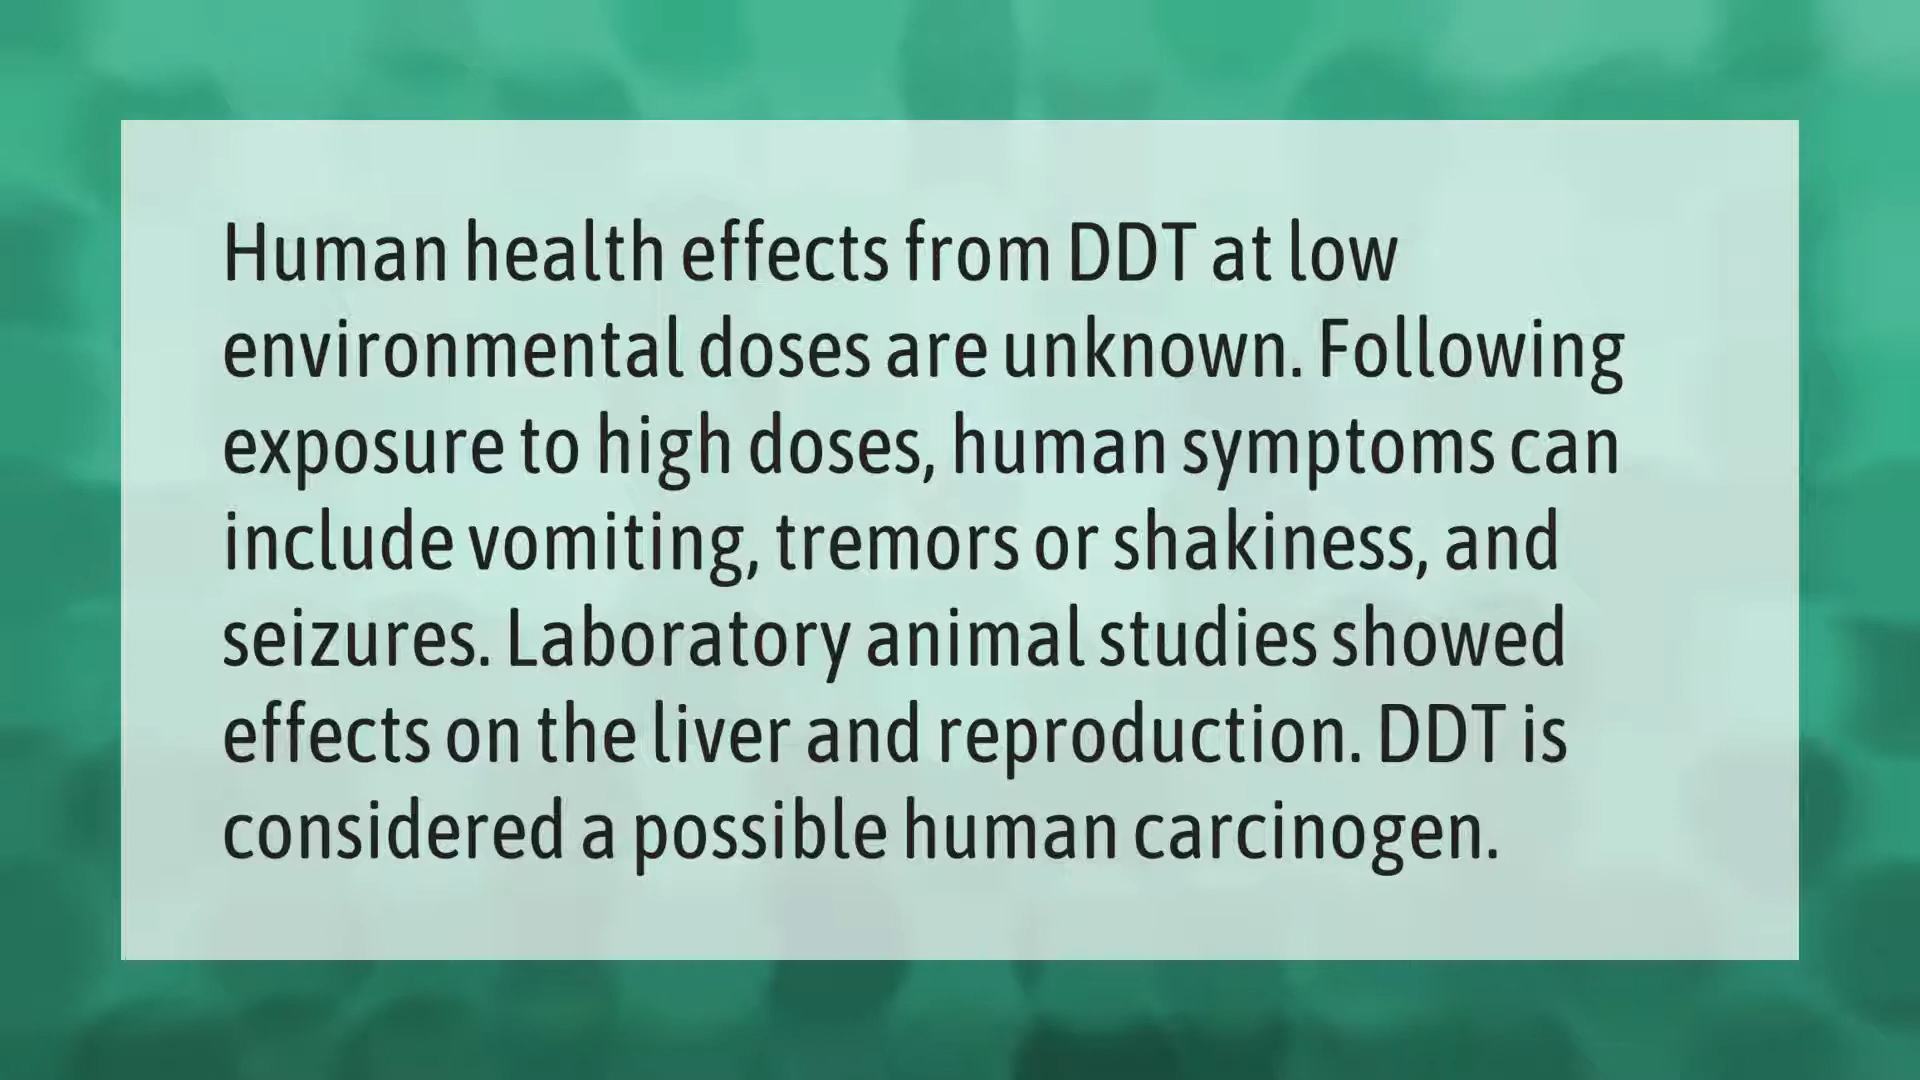 Human health effects from DDT at low
environmental doses are unknown. Following
exposure to high doses, human symptoms can
include vomiting, tremors or shakiness, and
seizures. Laboratory animal studies showed
effects on the liver and reproduction. DDT is
considered a possible human carcinogen.